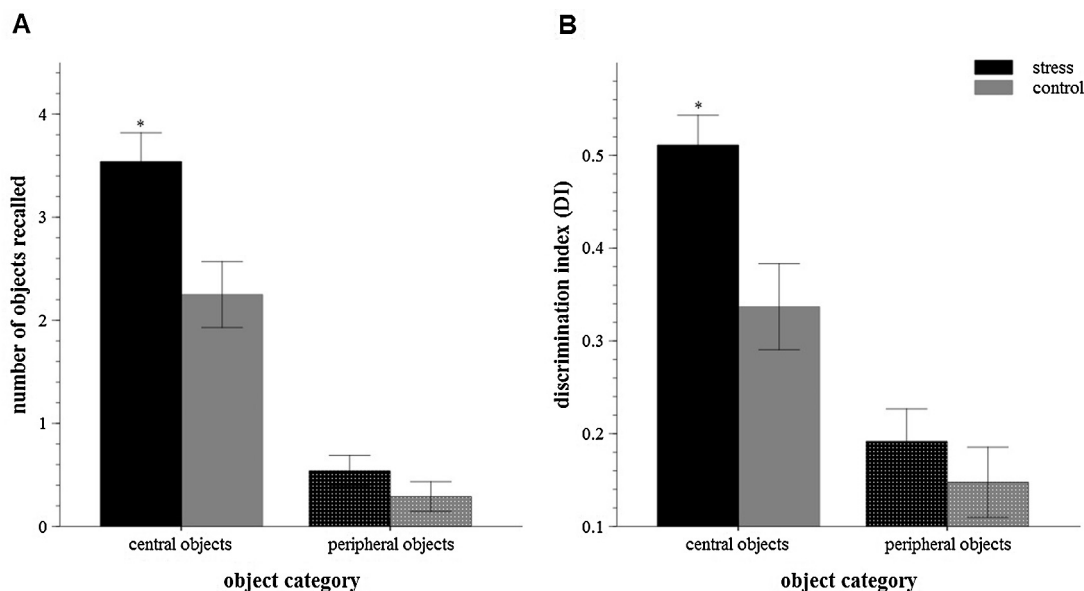 A
number of objects recalled
4
3
2
1
0
*
central objects
peripheral objects
object category
B
stress
control
discrimination index (DI)
0.5
0.4
0.3
0.2
0.1
*
central objects
peripheral objects
object category